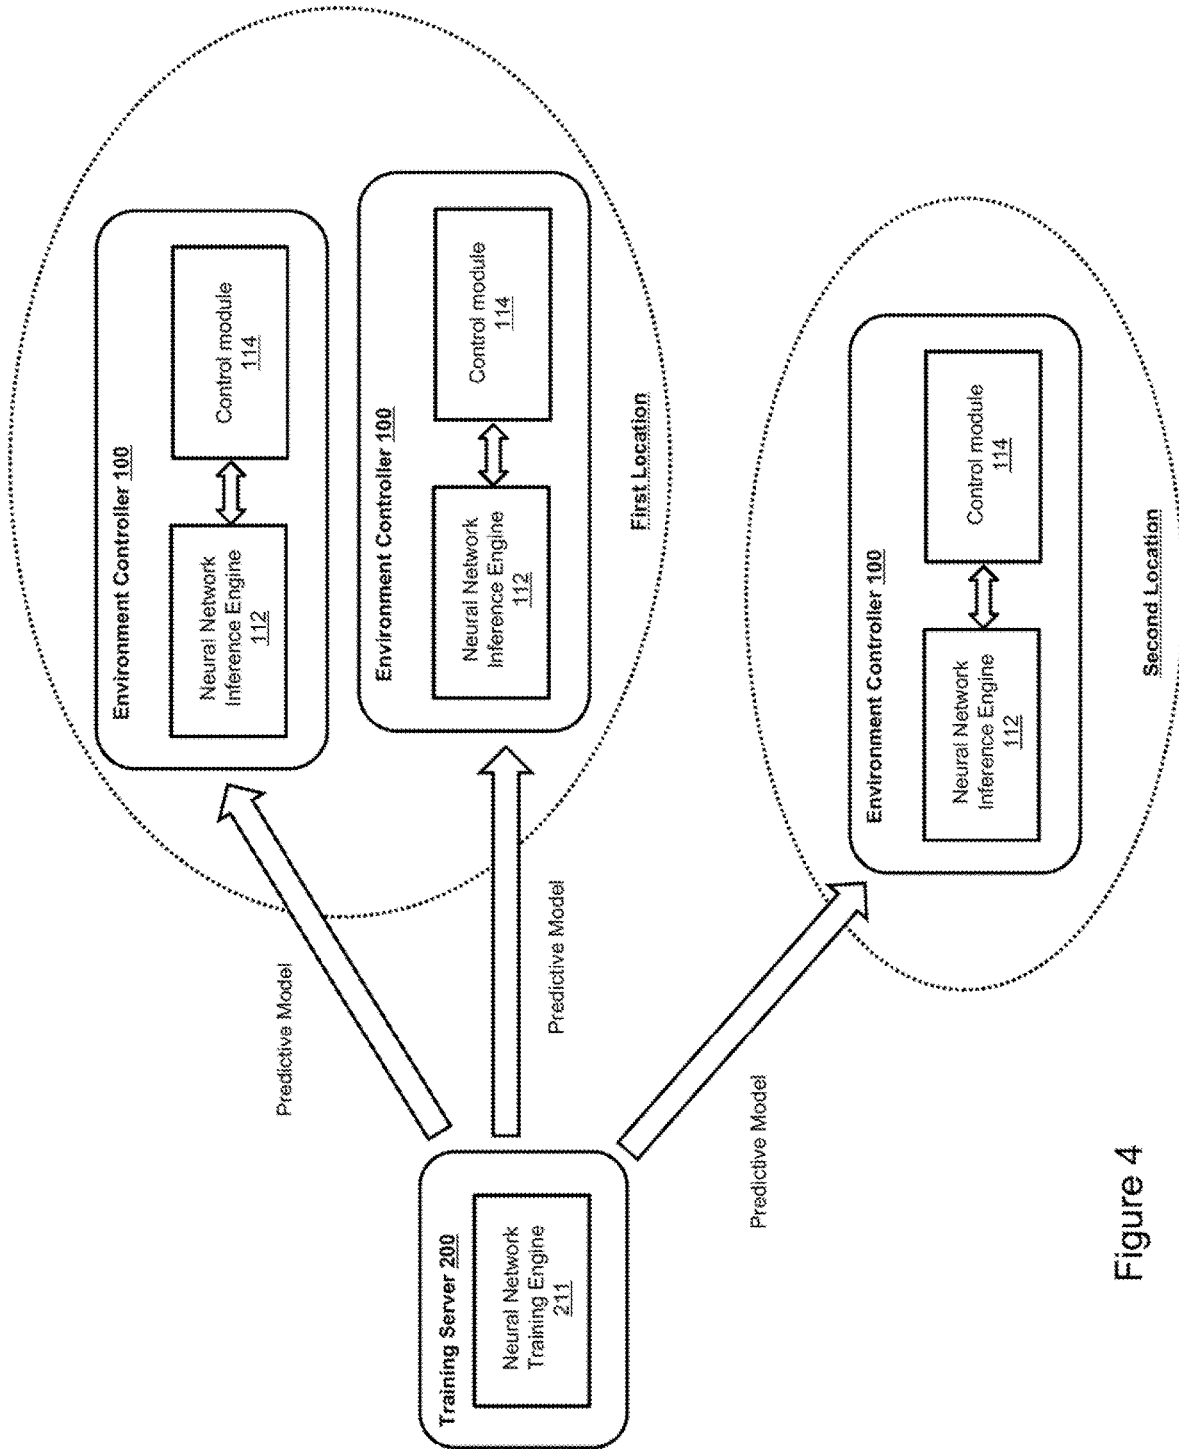 Training Server 200
Neural Network
Training Engine
211
Predictive Model
Predictive Model
Predictive Model
Environment Controller 100
Neural Network
Inference Engine
112
Control module
114
Environment Controller 100
Neural Network
Inference Engine
112
Control module
114
First Location
Environment Controller 100
Neural Network
Inference Engine
112
Control module
114
Second Location
Figure 4